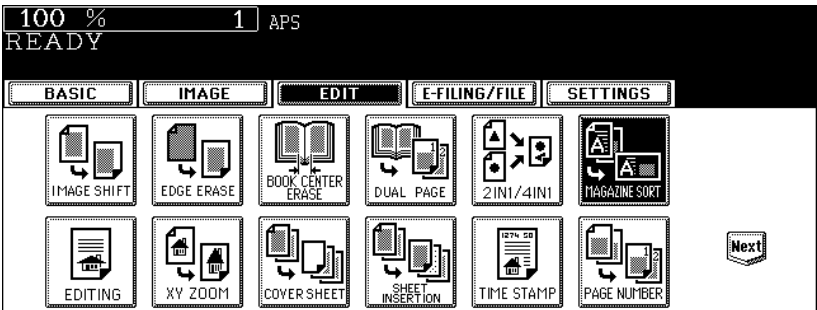 100 % 1 APS
READY
BASIC IMAGE EDIT E-FILING/FILE SETTINGS
IMAGE SHIFT EDGE ERASE BOOK CENTER ERASE DUAL PAGE 2IN1/4IN1 MAGAZINE SORT
EDITING XY ZOOM COVER SHEET SHEET INSERTION TIME STAMP PAGE NUMBER Next